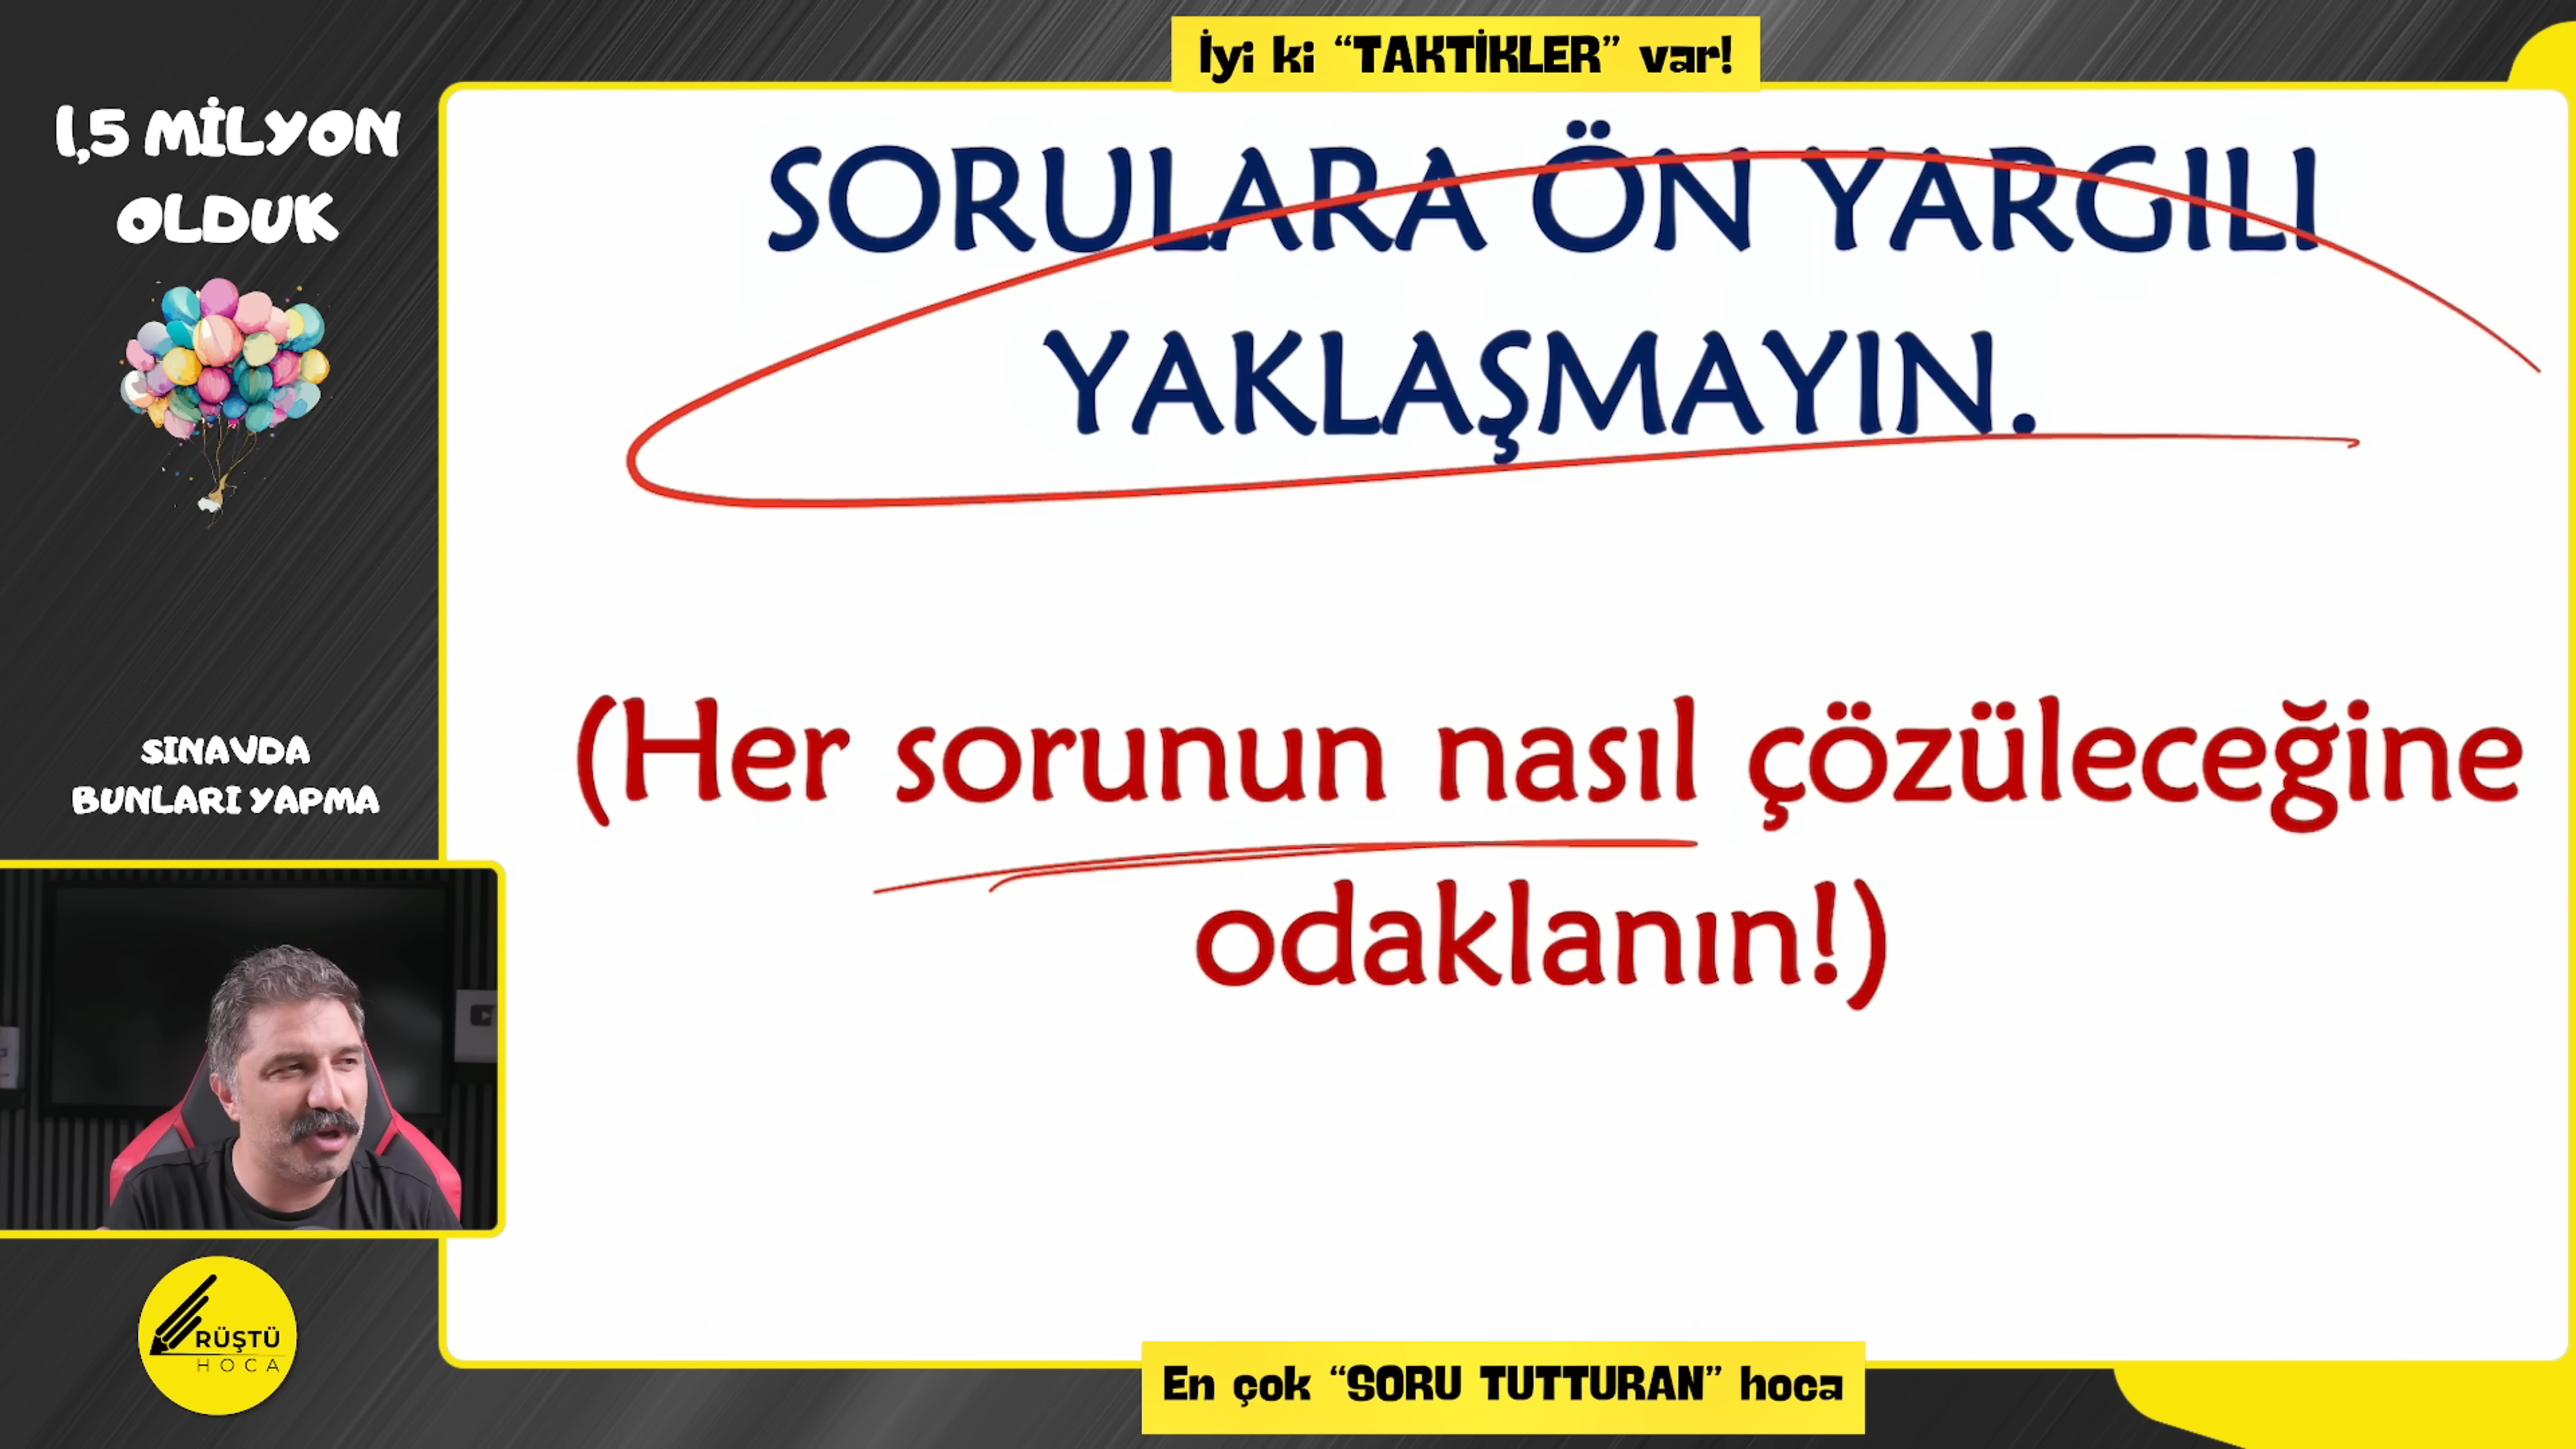 İyi ki “TAKTİKLER” var!
1,5 MİLYON
OLDUK
SORULARA ÖN YARGILI
YAKLAŞMAYIN.
(Her sorunun nasıl çözüleceğine
odaklanın!)
SINAVDA
BUNLARI YAPMA
RÜŞTÜ
HOCA
En çok “SORU TUTTURAN” hoca